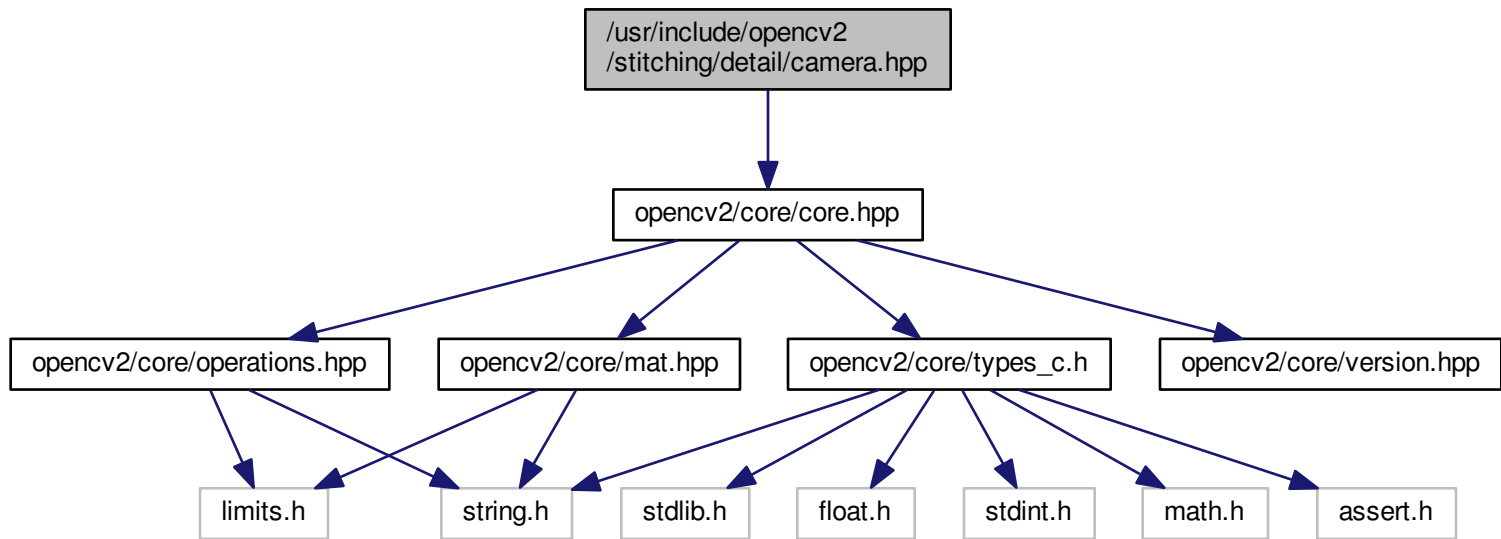 /usr/include/opencv2
/stitching/detail/camera.hpp
opencv2/core/core.hpp
opencv2/core/operations.hpp
opencv2/core/mat.hpp
opencv2/core/types_c.h
opencv2/core/version.hpp
limits.h
string.h
stdlib.h
float.h
stdint.h
math.h
assert.h